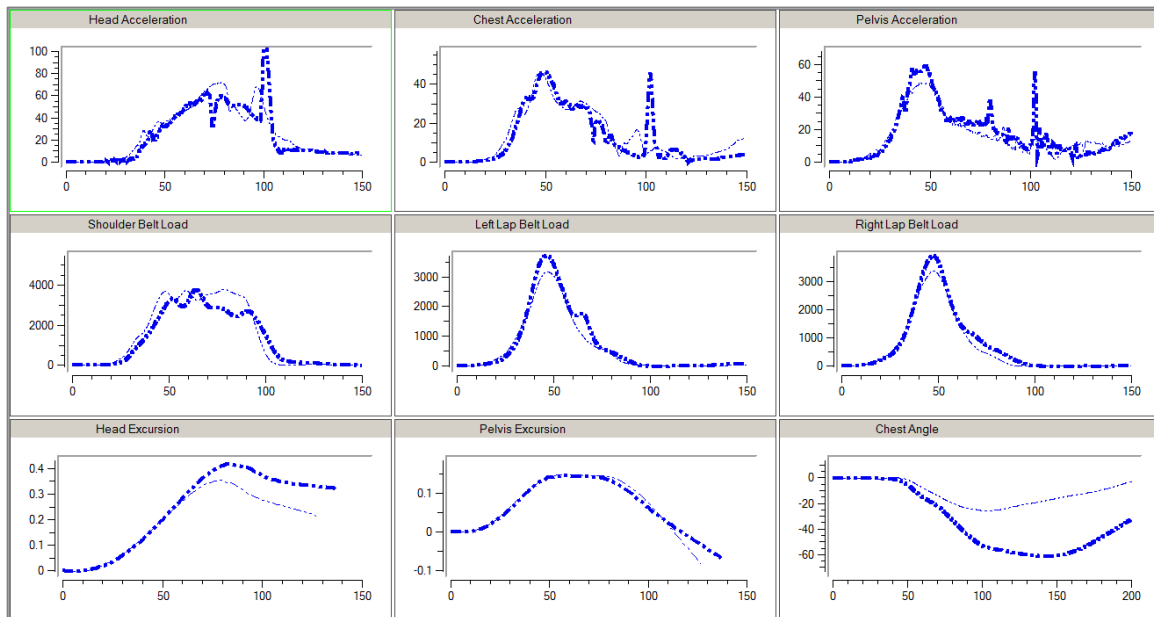 Head Acceleration
100
80
60
40
20
0
0 50 100 150
Chest Acceleration
40
20
0
0 50 100 150
Pelvis Acceleration
60
40
20
0
0 50 100 150
Shoulder Belt Load
4000
2000
0
0 50 100 150
Left Lap Belt Load
3000
2000
1000
0
0 50 100 150
Right Lap Belt Load
3000
2000
1000
0
0 50 100 150
Head Excursion
0.4
0.3
0.2
0.1
0
0 50 100 150
Pelvis Excursion
0.1
0
-0.1
0 50 100 150
Chest Angle
0
-20
-40
-60
0 50 100 150 200